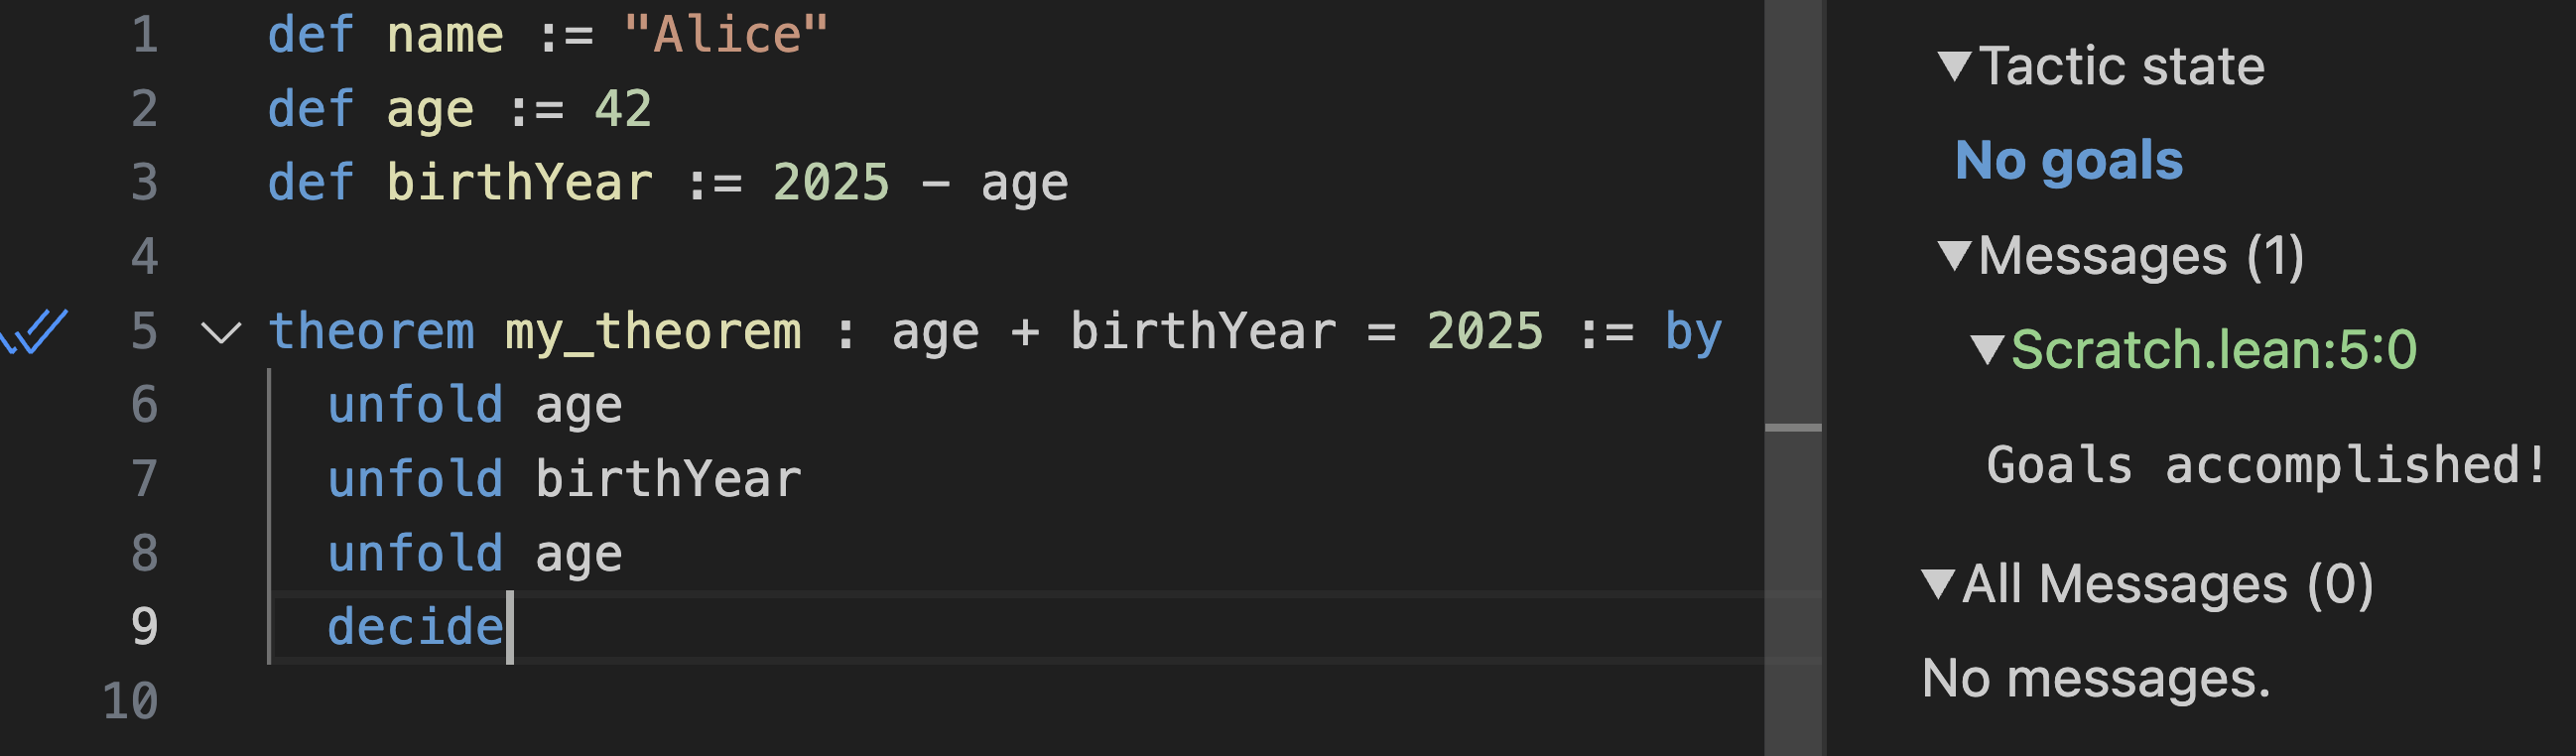 1 def name := "Alice"
2 def age := 42
3 def birthYear := 2025 - age
4
5 theorem my_theorem : age + birthYear = 2025 := by
6 unfold age
7 unfold birthYear
8 unfold age
9 decide
10
Tactic state
No goals
Messages (1)
Scratch.lean:5:0
Goals accomplished!
All Messages (0)
No messages.